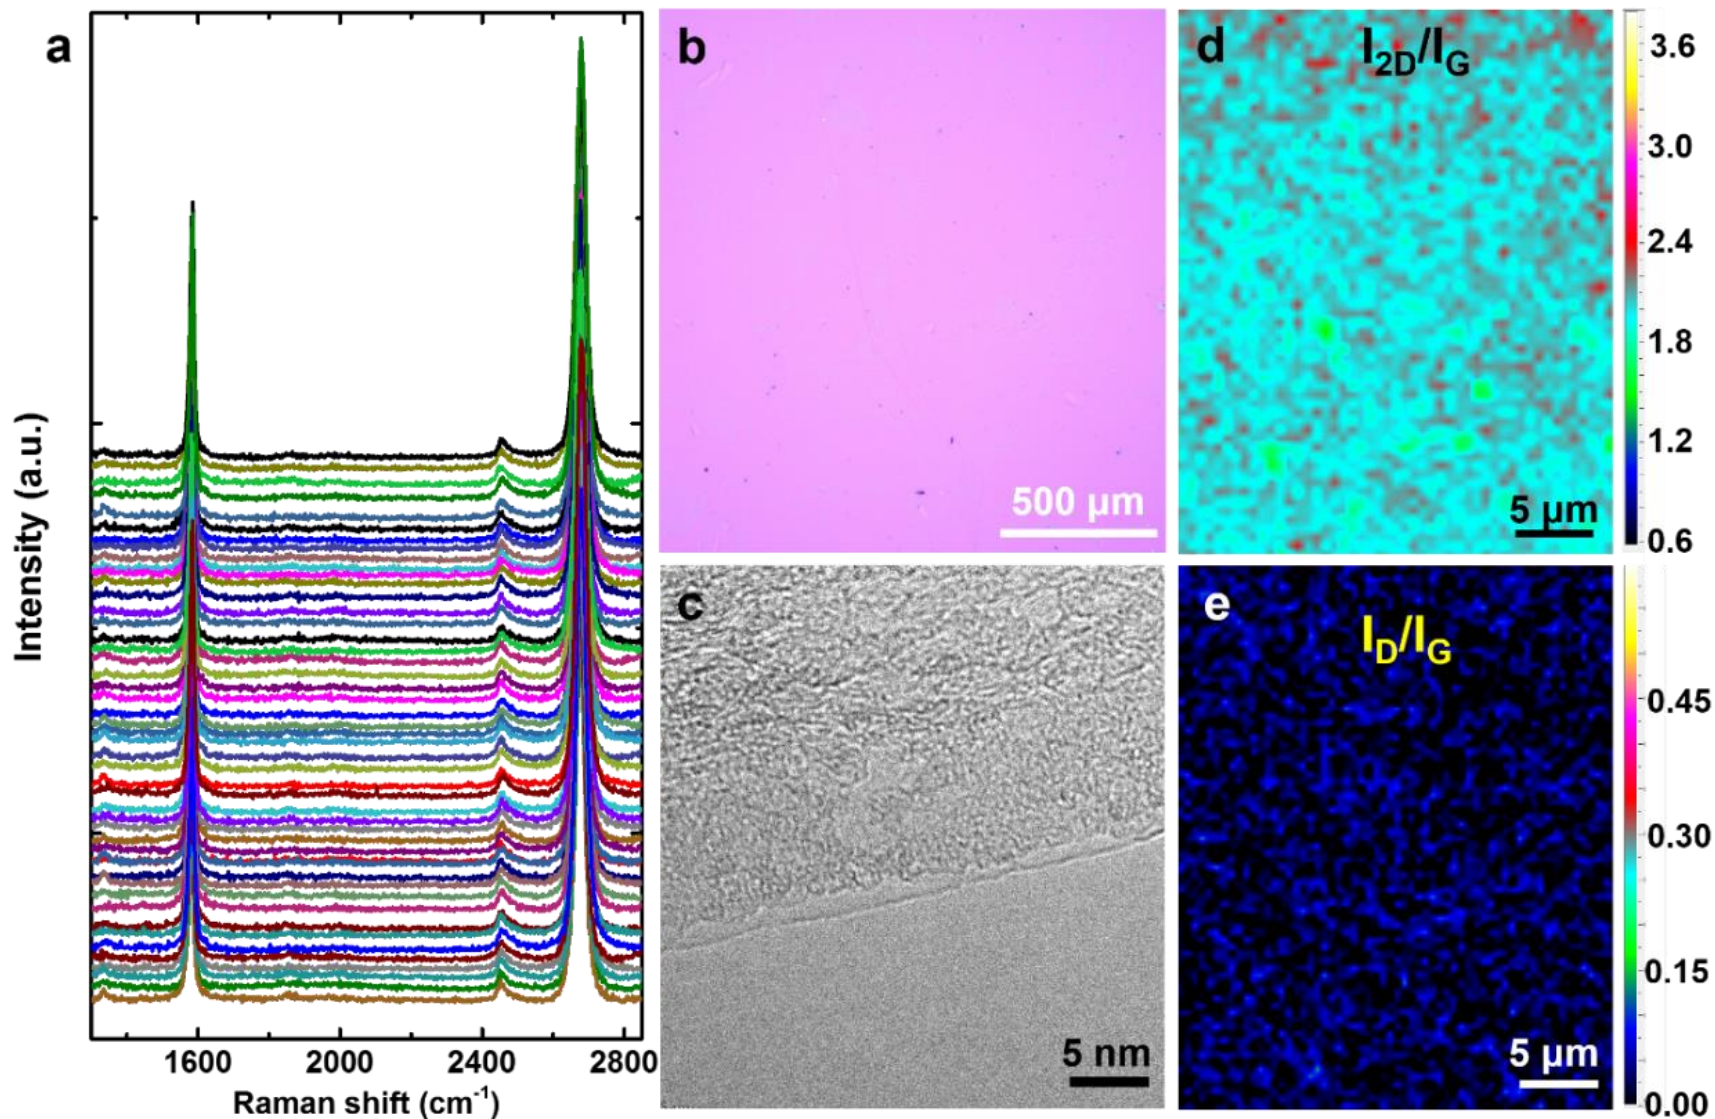 a
Intensity (a.u.)
1600 2000 2400 2800
Raman shift (cm⁻¹)
b
500 µm
c
5 nm
d
I2D/IG
5 µm
3.6
3.0
2.4
1.8
1.2
0.6
e
ID/IG
5 µm
0.45
0.30
0.15
0.00